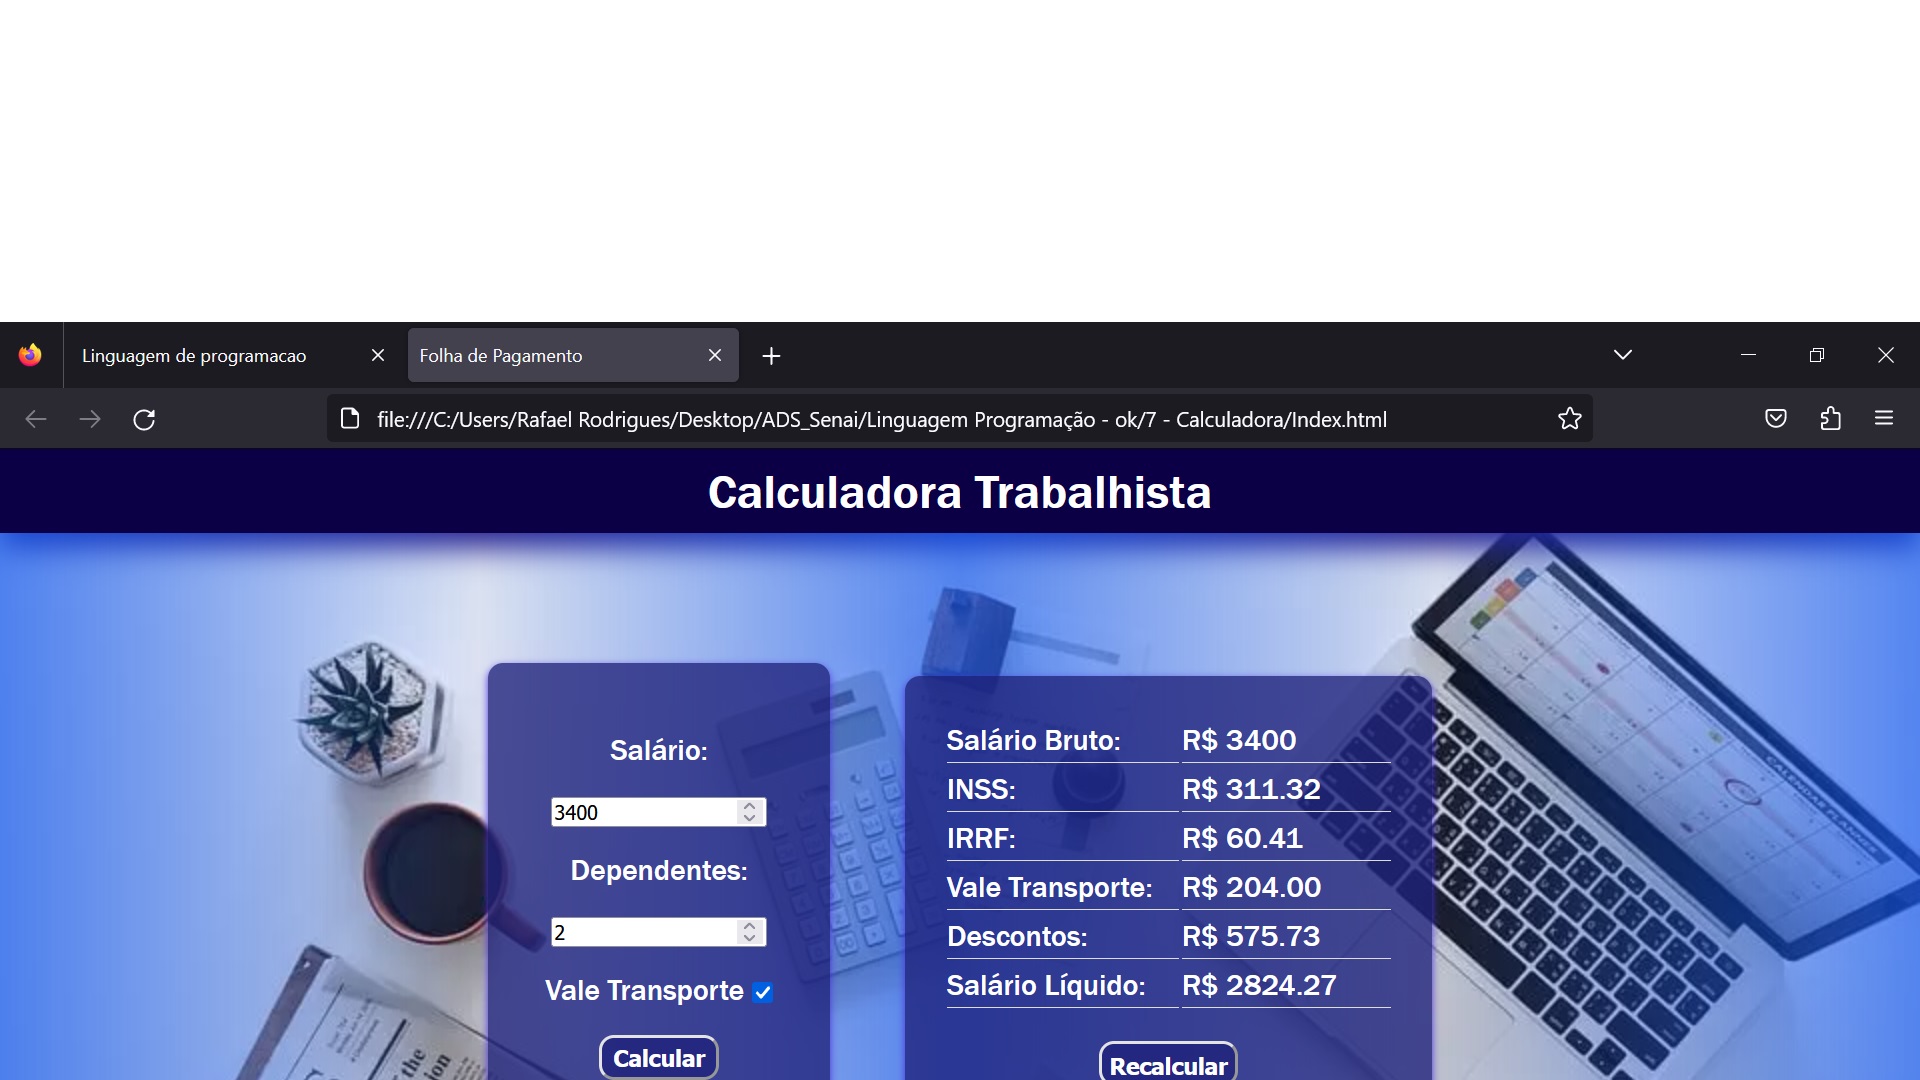 Linguagem de programacao
Folha de Pagamento
file:///C:/Users/Rafael Rodrigues/Desktop/ADS_Senai/Linguagem Programação - ok/7 - Calculadora/Index.html
Calculadora Trabalhista
Salário:
3400
Dependentes:
2
Vale Transporte
Calcular
Salário Bruto: R$ 3400
INSS: R$ 311.32
IRRF: R$ 60.41
Vale Transporte: R$ 204.00
Descontos: R$ 575.73
Salário Líquido: R$ 2824.27
Recalcular
CALENDAR PLANNER